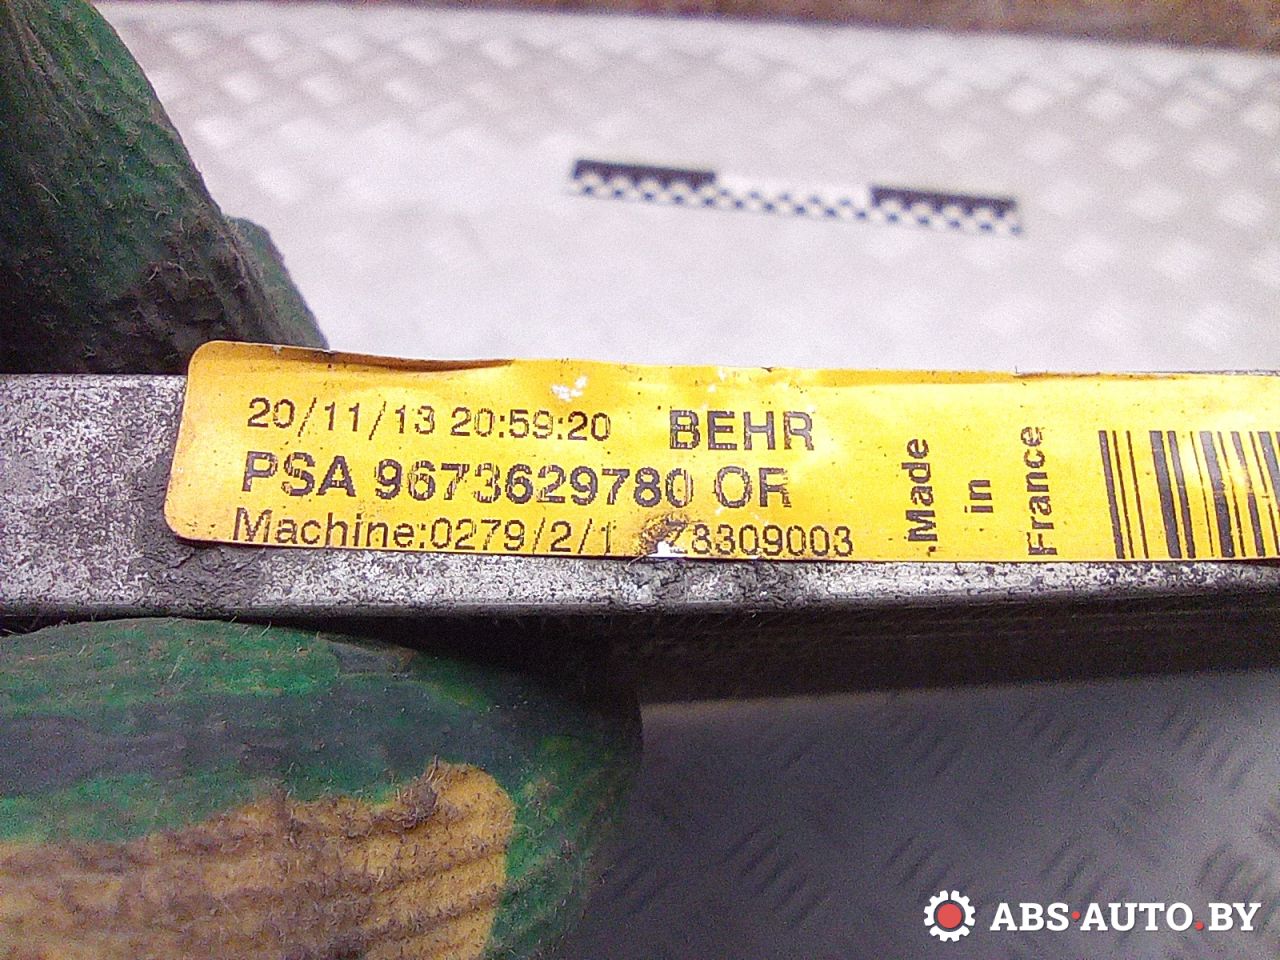 20/11/13 20:59:20 BEHR
PSA 9673629780 OR
Machine:0279/2/1 Z8309003
Made
in
France
ABS·AUTO.BY